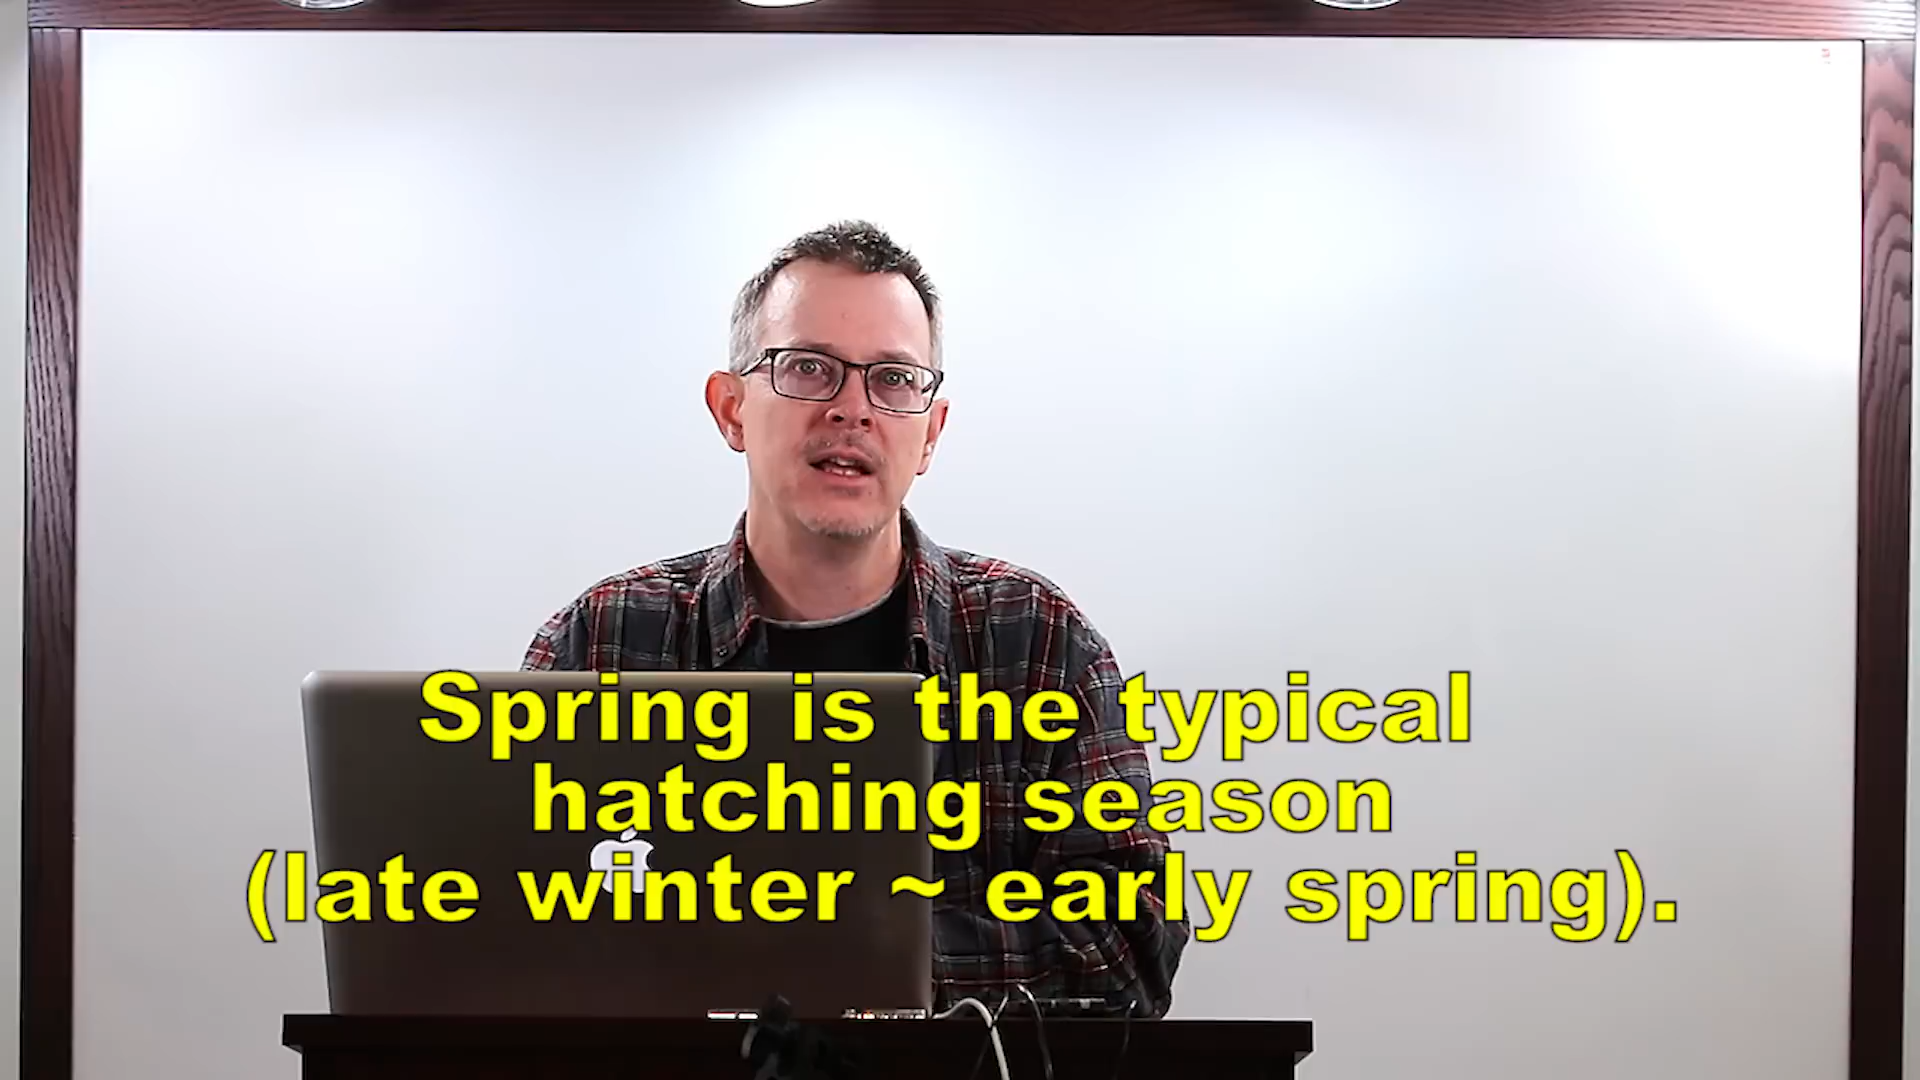 Spring is the typical
hatching season
(late winter ~ early spring).